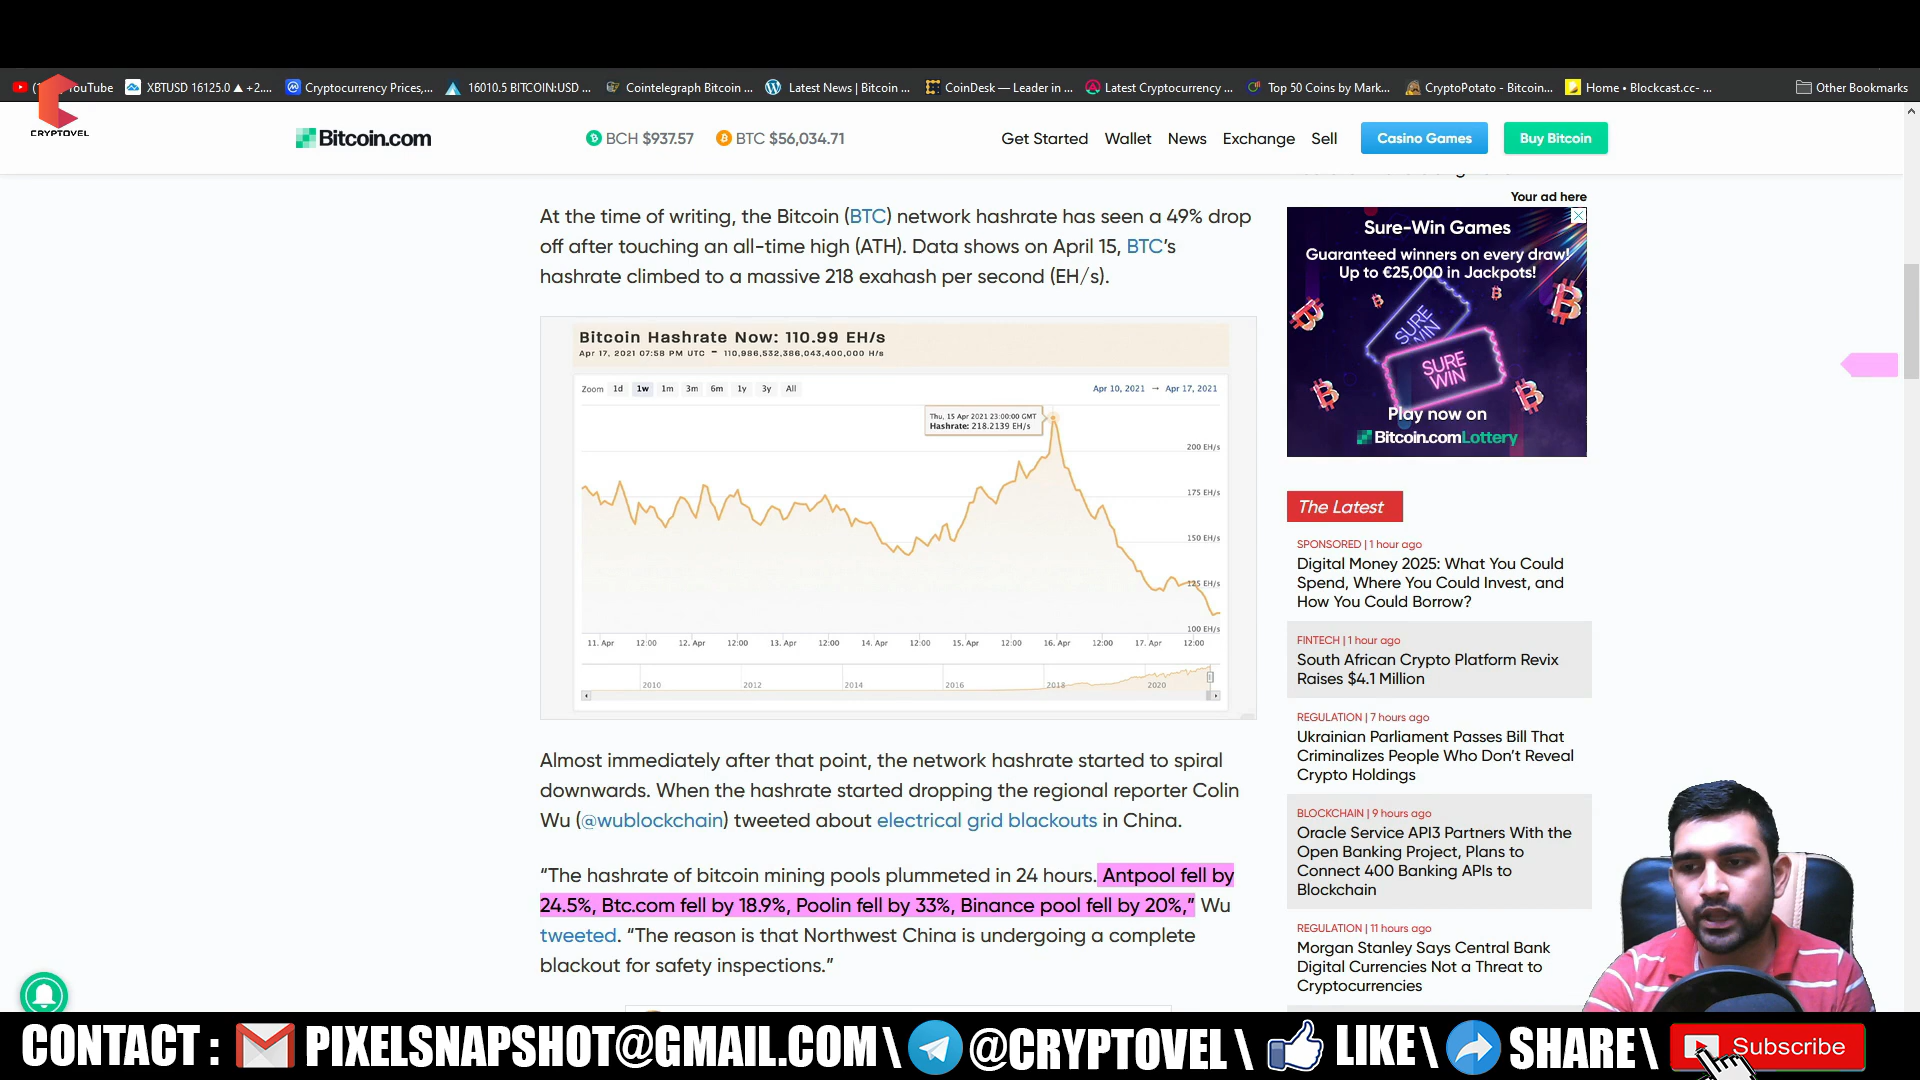 YouTube
XBTUSD 16125.0 ▲ +2....
Cryptocurrency Prices,...
16010.5 BITCOIN:USD ...
Cointelegraph Bitcoin ...
Latest News | Bitcoin ...
CoinDesk — Leader in ...
Latest Cryptocurrency ...
Top 50 Coins by Mark...
CryptoPotato - Bitcoin...
Home • Blockcast.cc- ...
Other Bookmarks
CRYPTOVEL
Bitcoin.com
BCH $937.57
BTC $56,034.71
Get Started Wallet News Exchange Sell
Casino Games
Buy Bitcoin
At the time of writing, the Bitcoin (BTC) network hashrate has seen a 49% drop
off after touching an all-time high (ATH). Data shows on April 15, BTC's
hashrate climbed to a massive 218 exahash per second (EH/s).
Bitcoin Hashrate Now: 110.99 EH/s
Apr 17, 2021 07:58 PM UTC - 110,986,532,386,043,400,000 H/s
Zoom 1d 1w 1m 3m 6m 1y 3y All
Apr 10, 2021 → Apr 17, 2021
Thu, 15 Apr 2021 23:00:00 GMT
Hashrate: 218.2139 EH/s
200 EH/s
175 EH/s
150 EH/s
125 EH/s
100 EH/s
11. Apr 12:00 12. Apr 12:00 13. Apr 12:00 14. Apr 12:00 15. Apr 12:00 16. Apr 12:00 17. Apr 12:00
2010 2012 2014 2016 2018 2020
Almost immediately after that point, the network hashrate started to spiral
downwards. When the hashrate started dropping the regional reporter Colin
Wu (@wublockchain) tweeted about electrical grid blackouts in China.
“The hashrate of bitcoin mining pools plummeted in 24 hours. Antpool fell by
24.5%, Btc.com fell by 18.9%, Poolin fell by 33%, Binance pool fell by 20%,” Wu
tweeted. “The reason is that Northwest China is undergoing a complete
blackout for safety inspections.”
Your ad here
Sure-Win Games
Guaranteed winners on every draw!
Up to €25,000 in Jackpots!
SURE
WIN
SURE
WIN
Play now on
Bitcoin.comLottery
The Latest
SPONSORED | 1 hour ago
Digital Money 2025: What You Could
Spend, Where You Could Invest, and
How You Could Borrow?
FINTECH | 1 hour ago
South African Crypto Platform Revix
Raises $4.1 Million
REGULATION | 7 hours ago
Ukrainian Parliament Passes Bill That
Criminalizes People Who Don't Reveal
Crypto Holdings
BLOCKCHAIN | 9 hours ago
Oracle Service API3 Partners With the
Open Banking Project, Plans to
Connect 400 Banking APIs to
Blockchain
REGULATION | 11 hours ago
Morgan Stanley Says Central Bank
Digital Currencies Not a Threat to
Cryptocurrencies
CONTACT : PIXELSNAPSHOT@GMAIL.COM \ @CRYPTOVEL \ LIKE \ SHARE \ Subscribe